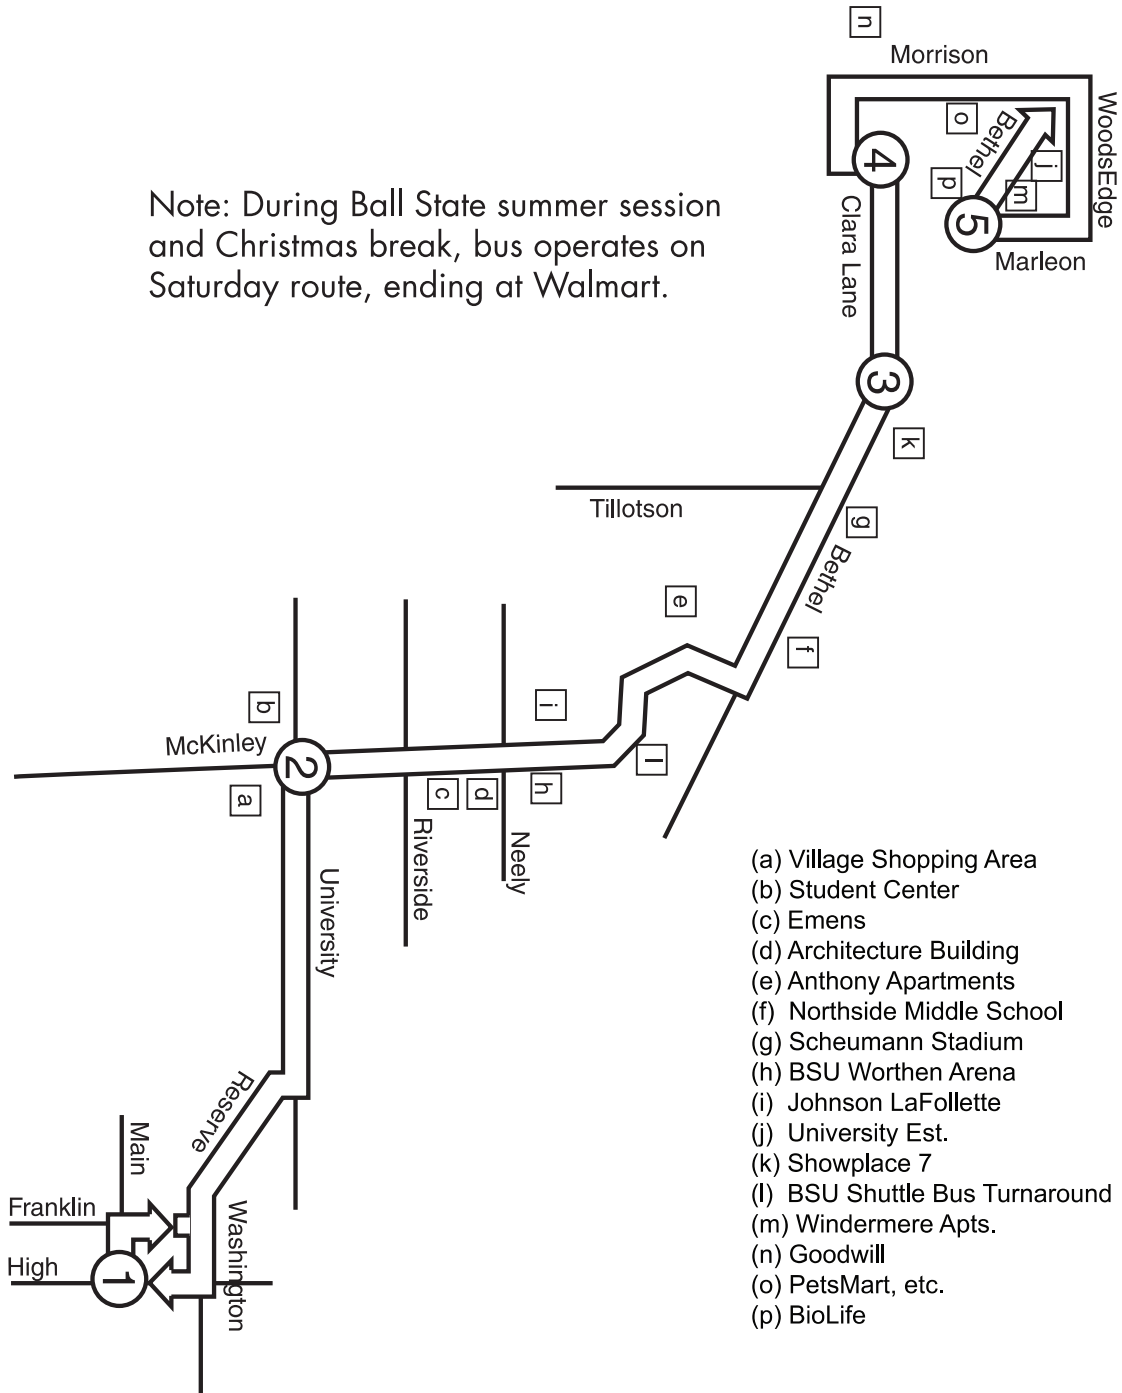 n
Morrison
WoodsEdge
o
Bethel
j
4
p
m
Note: During Ball State summer session
and Christmas break, bus operates on
Saturday route, ending at Walmart.
Clara Lane
5
Marleon
3
k
Tillotson
g
Bethel
e
f
b
i
McKinley
2
l
a
c
d
h
Riverside
Neely
University
(a) Village Shopping Area
(b) Student Center
(c) Emens
(d) Architecture Building
(e) Anthony Apartments
(f) Northside Middle School
(g) Scheumann Stadium
(h) BSU Worthen Arena
(i) Johnson LaFollette
(j) University Est.
(k) Showplace 7
(l) BSU Shuttle Bus Turnaround
(m) Windermere Apts.
(n) Goodwill
(o) PetsMart, etc.
(p) BioLife
Reserve
Main
Franklin
Washington
High
1